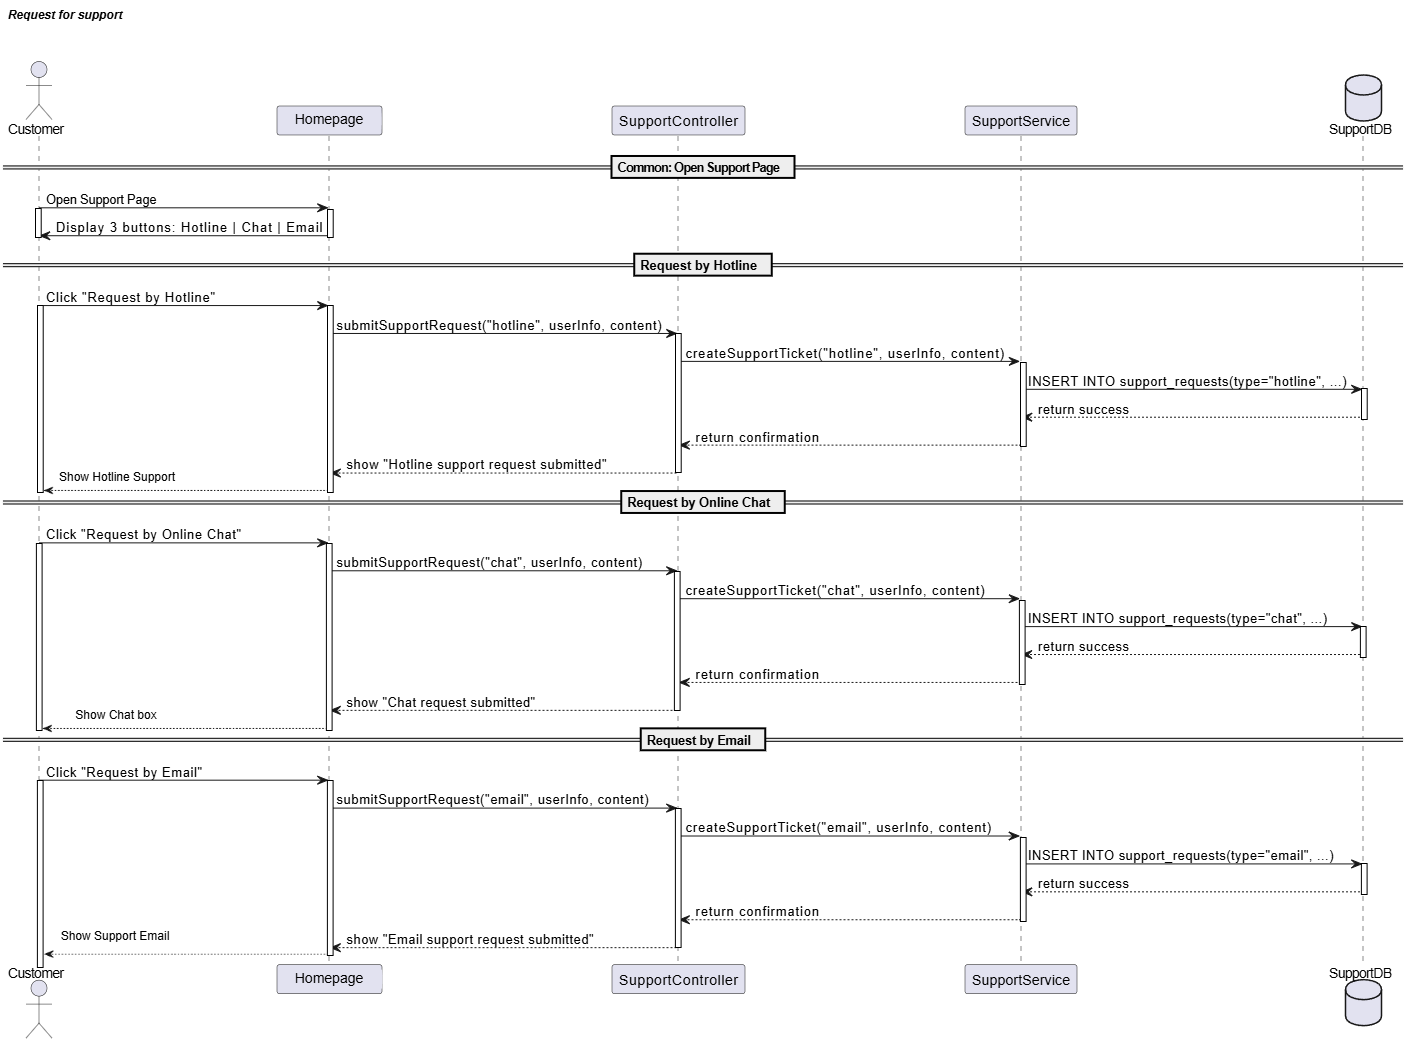 Request for support
Customer
Homepage
SupportController
SupportService
SupportDB
Common: Open Support Page
Open Support Page
Display 3 buttons: Hotline | Chat | Email
Request by Hotline
Click "Request by Hotline"
submitSupportRequest("hotline", userInfo, content)
createSupportTicket("hotline", userInfo, content)
INSERT INTO support_requests(type="hotline", ...)
return success
return confirmation
show "Hotline support request submitted"
Show Hotline Support
Request by Online Chat
Click "Request by Online Chat"
submitSupportRequest("chat", userInfo, content)
createSupportTicket("chat", userInfo, content)
INSERT INTO support_requests(type="chat", ...)
return success
return confirmation
show "Chat request submitted"
Show Chat box
Request by Email
Click "Request by Email"
submitSupportRequest("email", userInfo, content)
createSupportTicket("email", userInfo, content)
INSERT INTO support_requests(type="email", ...)
return success
return confirmation
show "Email support request submitted"
Show Support Email
Customer
Homepage
SupportController
SupportService
SupportDB